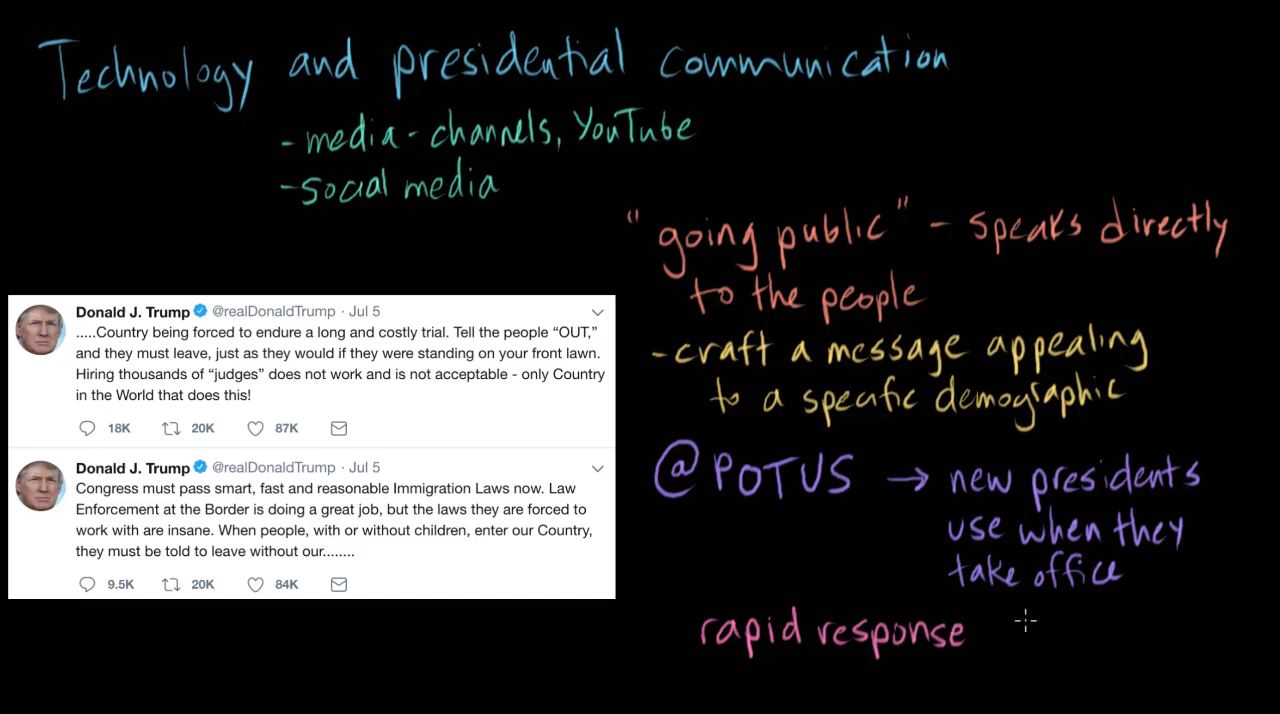 Technology and presidential communication
- media - channels, YouTube
- social media
"going public" - speaks directly
to the people
- craft a message appealing
to a specific demographic
@POTUS → new presidents
use when they
take office
rapid response
Donald J. Trump @realDonaldTrump · Jul 5
.....Country being forced to endure a long and costly trial. Tell the people “OUT,”
and they must leave, just as they would if they were standing on your front lawn.
Hiring thousands of “judges” does not work and is not acceptable - only Country
in the World that does this!
18K 20K 87K
Donald J. Trump @realDonaldTrump · Jul 5
Congress must pass smart, fast and reasonable Immigration Laws now. Law
Enforcement at the Border is doing a great job, but the laws they are forced to
work with are insane. When people, with or without children, enter our Country,
they must be told to leave without our........
9.5K 20K 84K